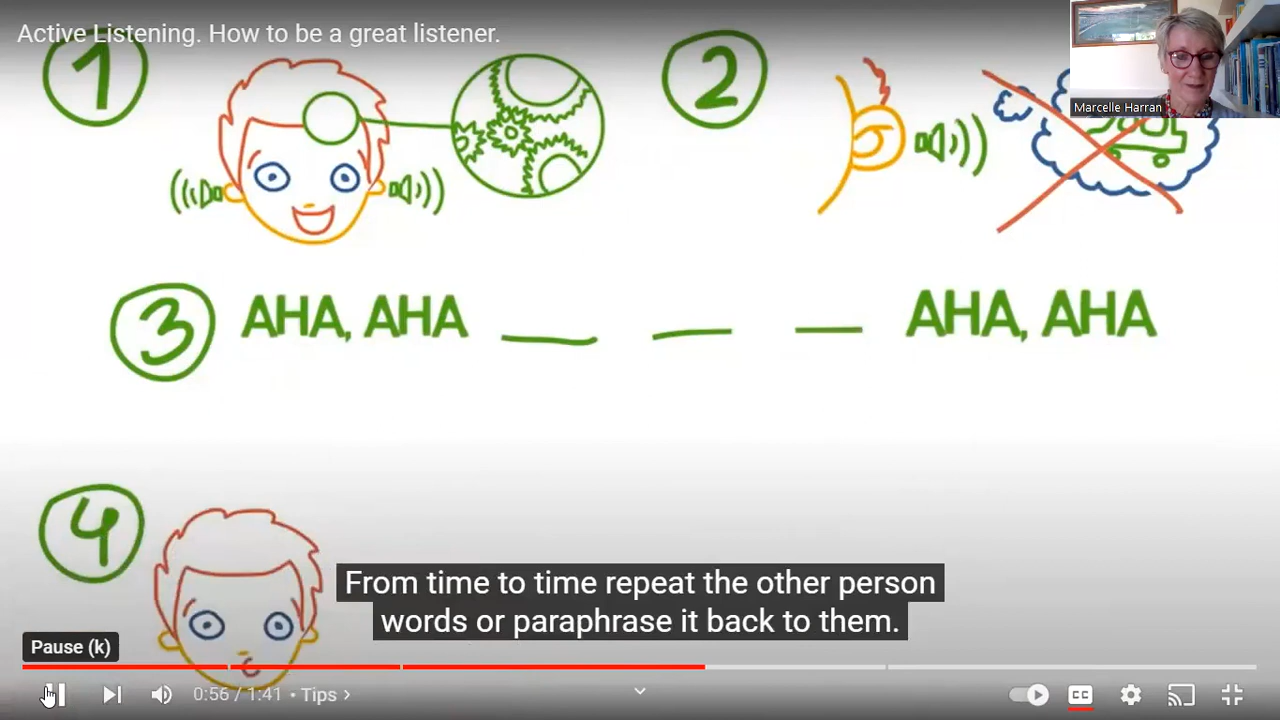 Active Listening. How to be a great listener.
Marcelle Harran
1
2
3 AHA, AHA AHA, AHA
4
From time to time repeat the other person
words or paraphrase it back to them.
Pause (k)
0:56 / 1:41 • Tips >
CC